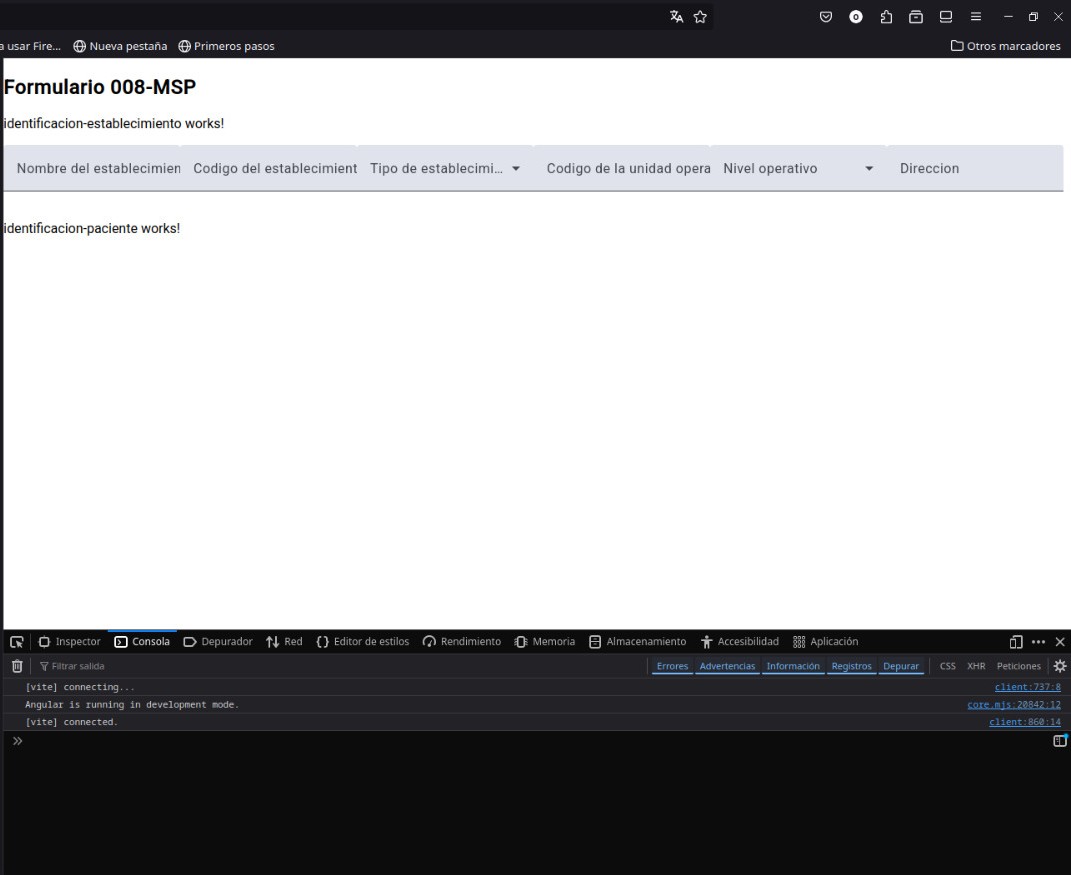 a usar Fire... Nueva pestaña Primeros pasos Otros marcadores
Formulario 008-MSP
identificacion-establecimiento works!
Nombre del establecimien Codigo del establecimient Tipo de establecimi... Codigo de la unidad opera Nivel operativo Direccion
identificacion-paciente works!
Inspector Consola Depurador Red Editor de estilos Rendimiento Memoria Almacenamiento Accesibilidad Aplicación
Filtrar salida Errores Advertencias Información Registros Depurar CSS XHR Peticiones
[vite] connecting... client:737:8
Angular is running in development mode. core.mjs:20842:12
[vite] connected. client:860:14